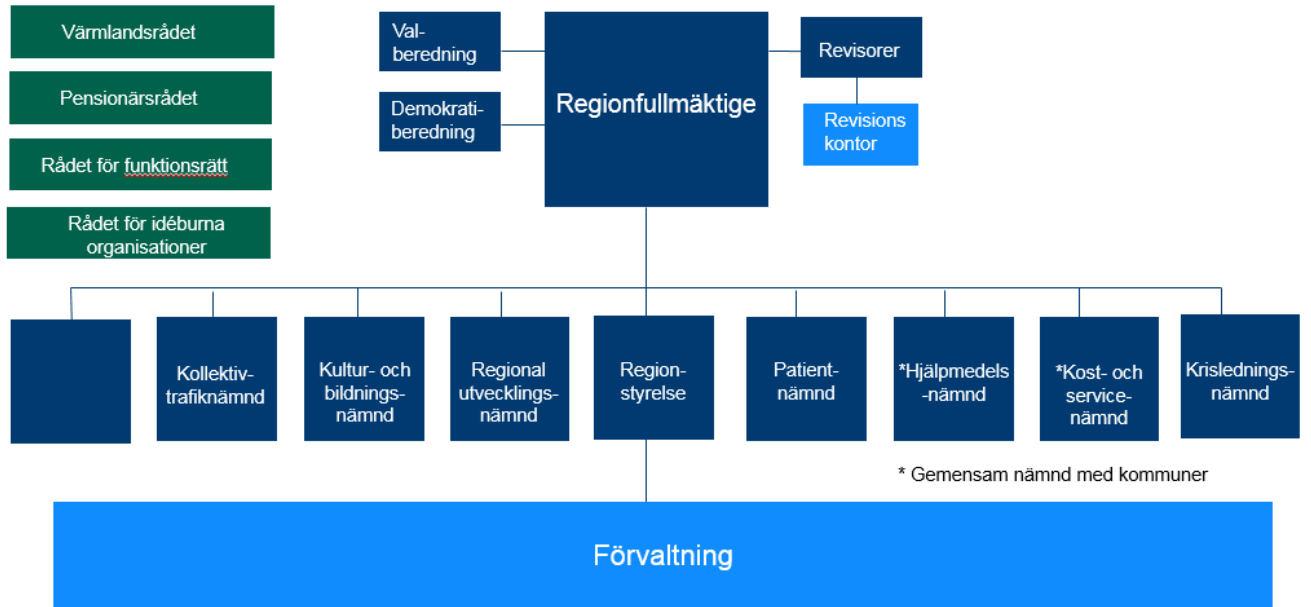 Värmlandsrådet
Pensionärsrådet
Rådet för funktionsrätt
Rådet för idéburna
organisationer
Val-
beredning
Demokrati-
beredning
Regionfullmäktige
Revisorer
Revisions
kontor
Kollektiv-
trafiknämnd
Kultur- och
bildnings-
nämnd
Regional
utvecklings-
nämnd
Region-
styrelse
Patient-
nämnd
*Hjälpmedels
-nämnd
*Kost- och
service-
nämnd
Krislednings-
nämnd
* Gemensam nämnd med kommuner
Förvaltning